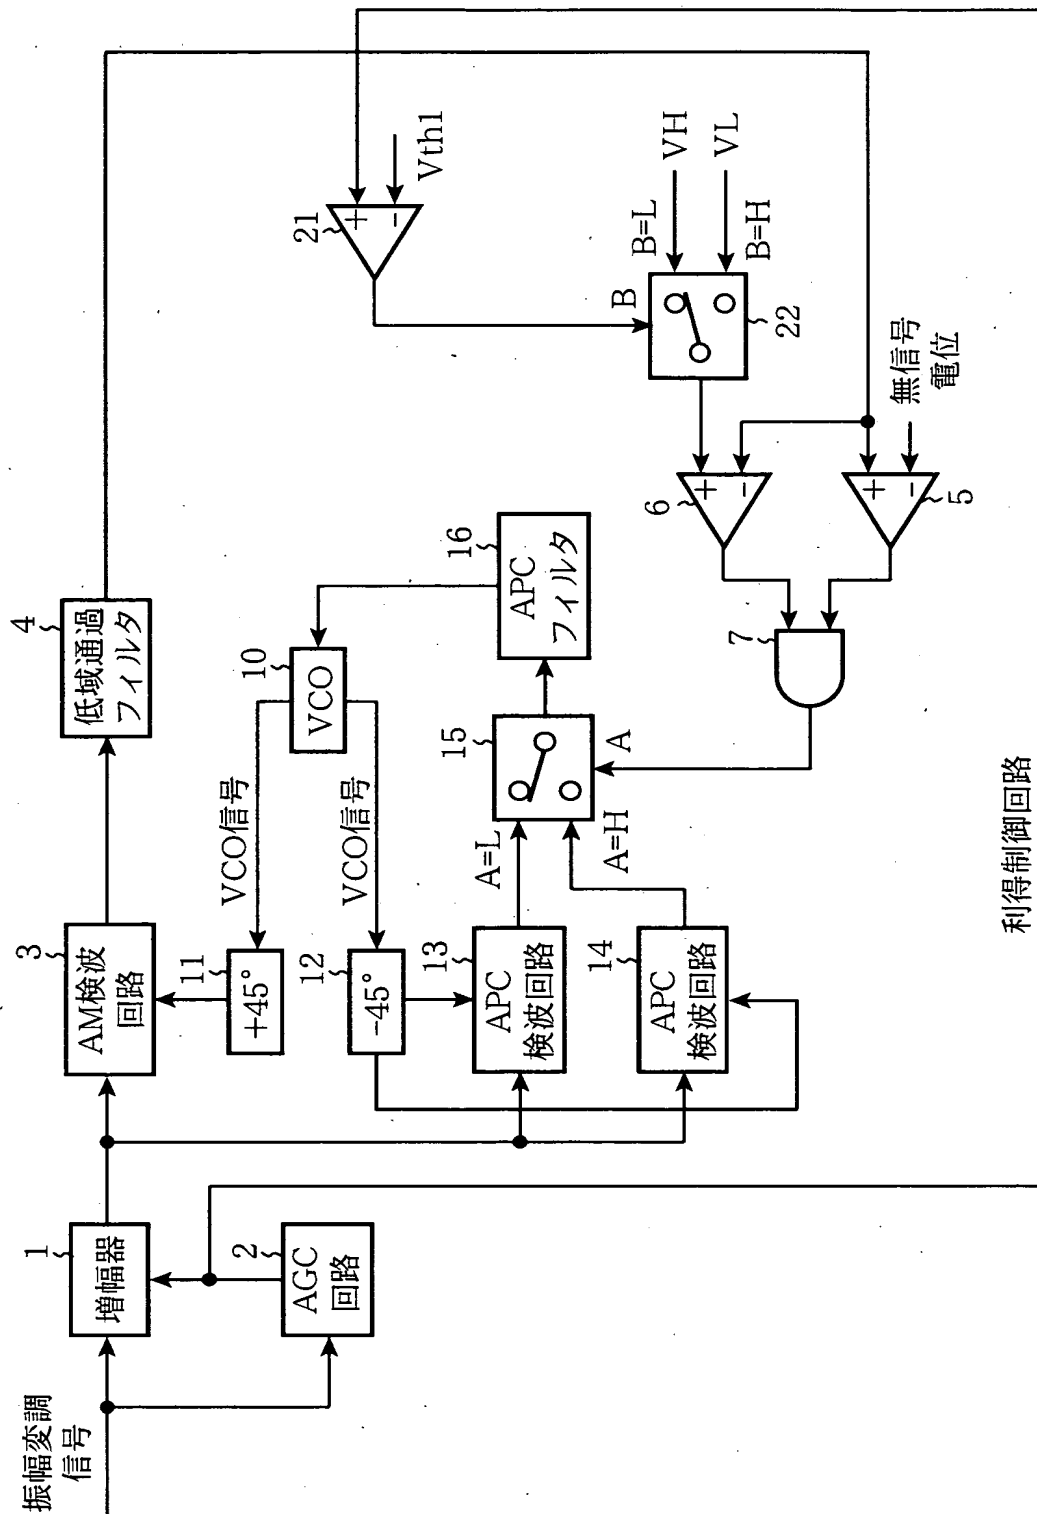 振幅変調
信号
1
増幅器
2
AGC
回路
3
AM検波
回路
4
低域通過
フィルタ
11
+45°
12
-45°
VCO信号
VCO信号
10
VCO
13
APC
検波回路
14
APC
検波回路
A=L
A=H
15
A
16
APC
フィルタ
7
6
+
-
5
+
-
無信号
電位
21
+
-
Vth1
B
22
B=L
VH
B=H
VL
利得制御回路